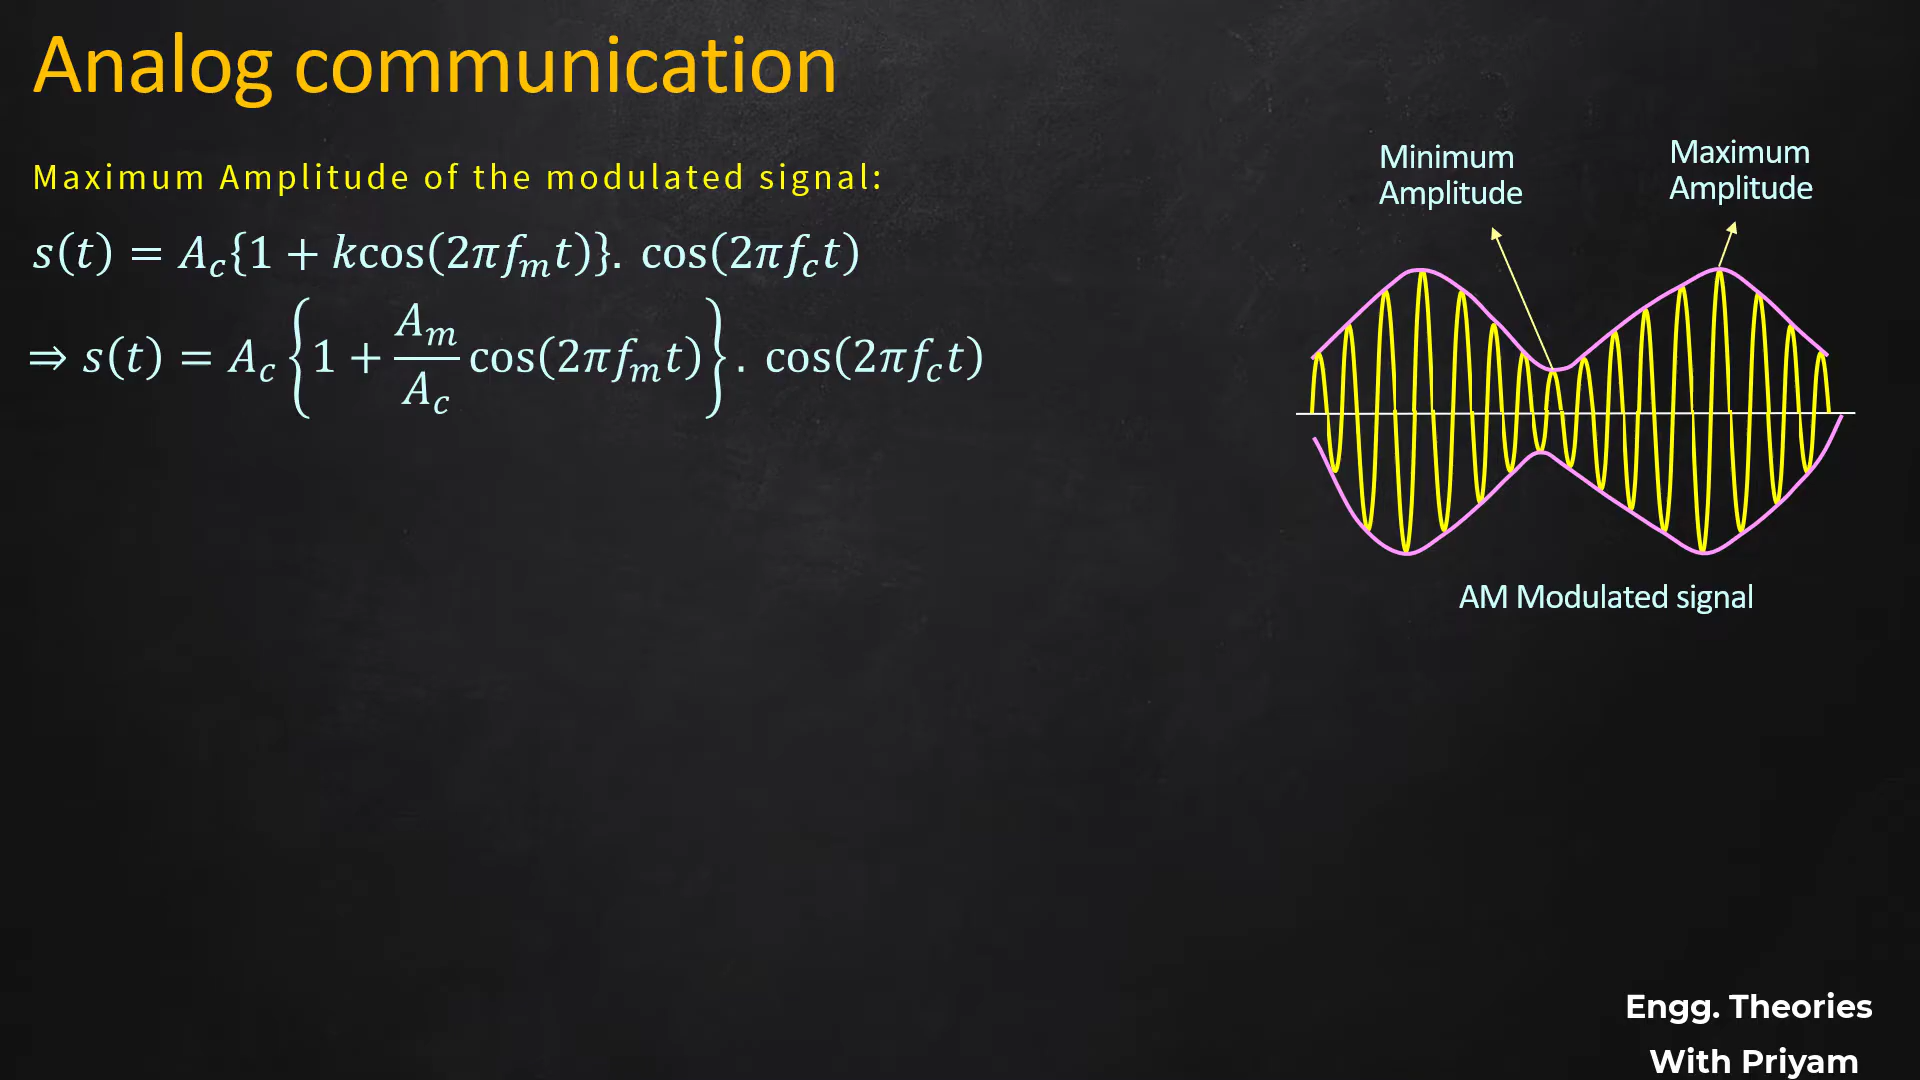 Analog communication
Maximum Amplitude of the modulated signal:
s(t) = A_c{1 + kcos(2πf_mt)}. cos(2πf_ct)
⇒ s(t) = A_c {1 + A_m/A_c cos(2πf_mt)} . cos(2πf_ct)
Minimum
Amplitude
Maximum
Amplitude
AM Modulated signal
Engg. Theories
With Priyam